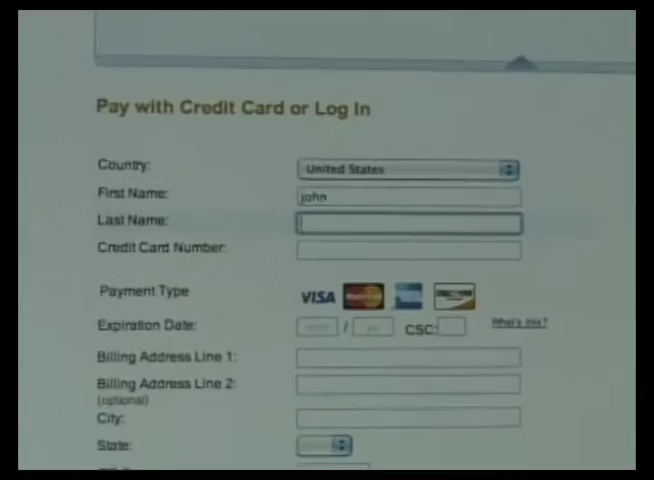 Pay with Credit Card or Log In
Country:
United States
First Name:
john
Last Name:
Credit Card Number:
Payment Type
VISA
Expiration Date:
/
CSC:
What's this?
Billing Address Line 1:
Billing Address Line 2:
(optional)
City:
State: